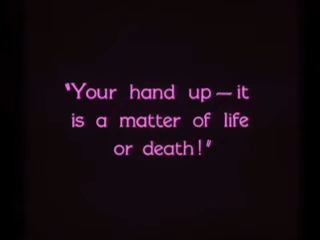 "Your hand up — it
is a matter of life
or death!"